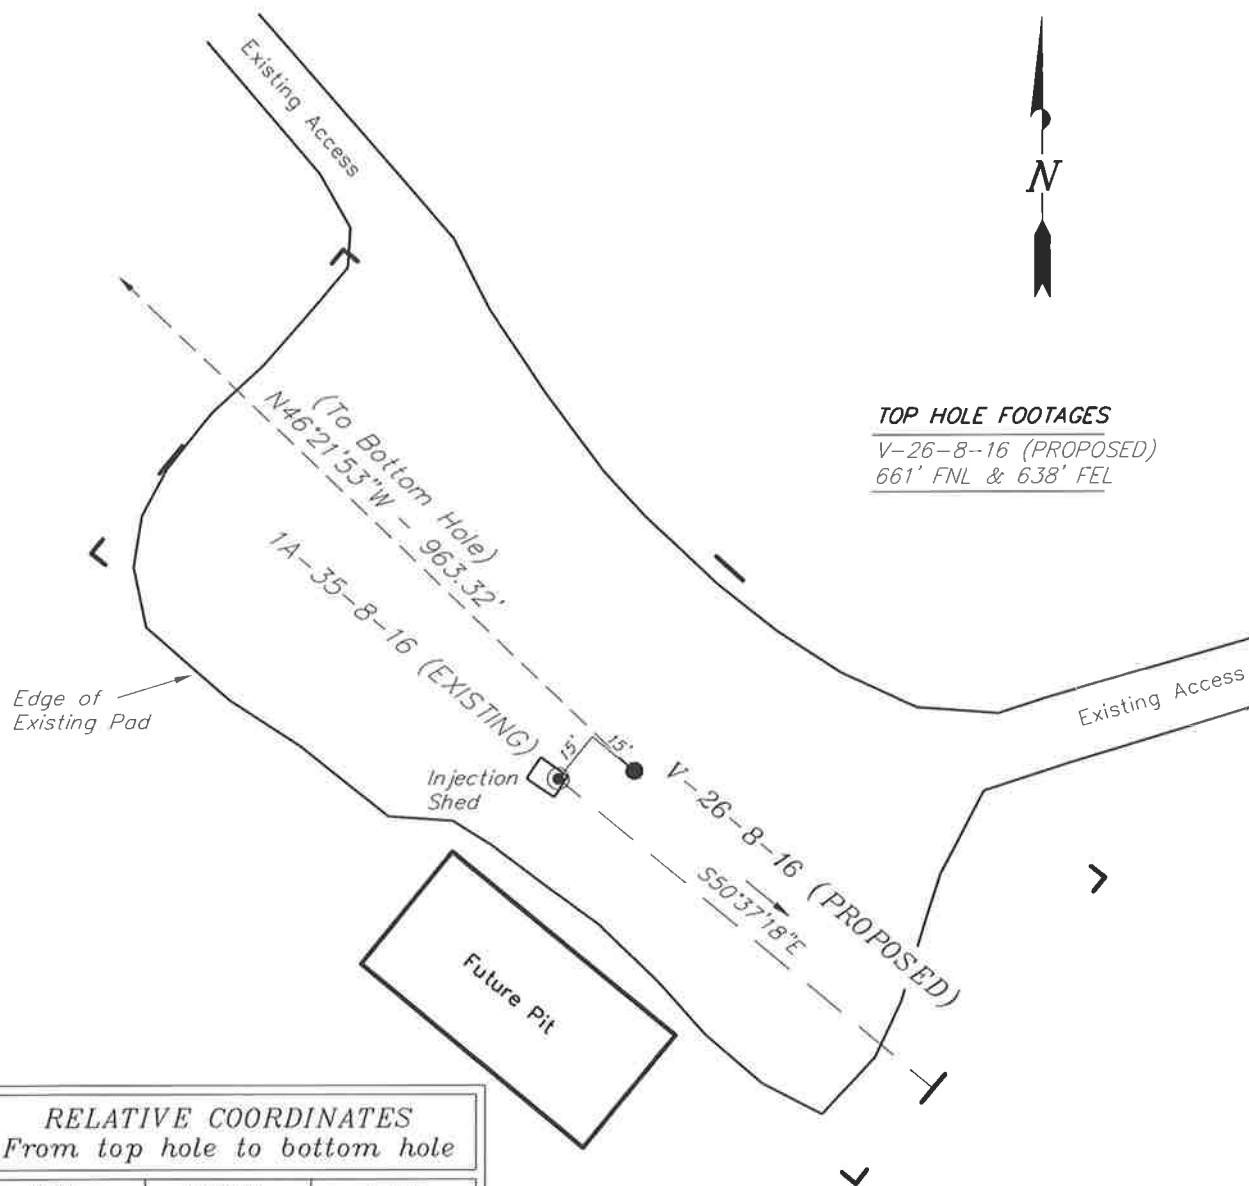 Existing Access
N
TOP HOLE FOOTAGES
V-26-8-16 (PROPOSED)
661' FNL & 638' FEL
(To Bottom Hole)
N46°21'53"W - 963.32'
1A-35-8-16 (EXISTING)
Edge of
Existing Pad
Existing Access
15'
15'
Injection
Shed
V-26-8-16 (PROPOSED)
S50°37'18"E
Future Pit
RELATIVE COORDINATES
From top hole to bottom hole